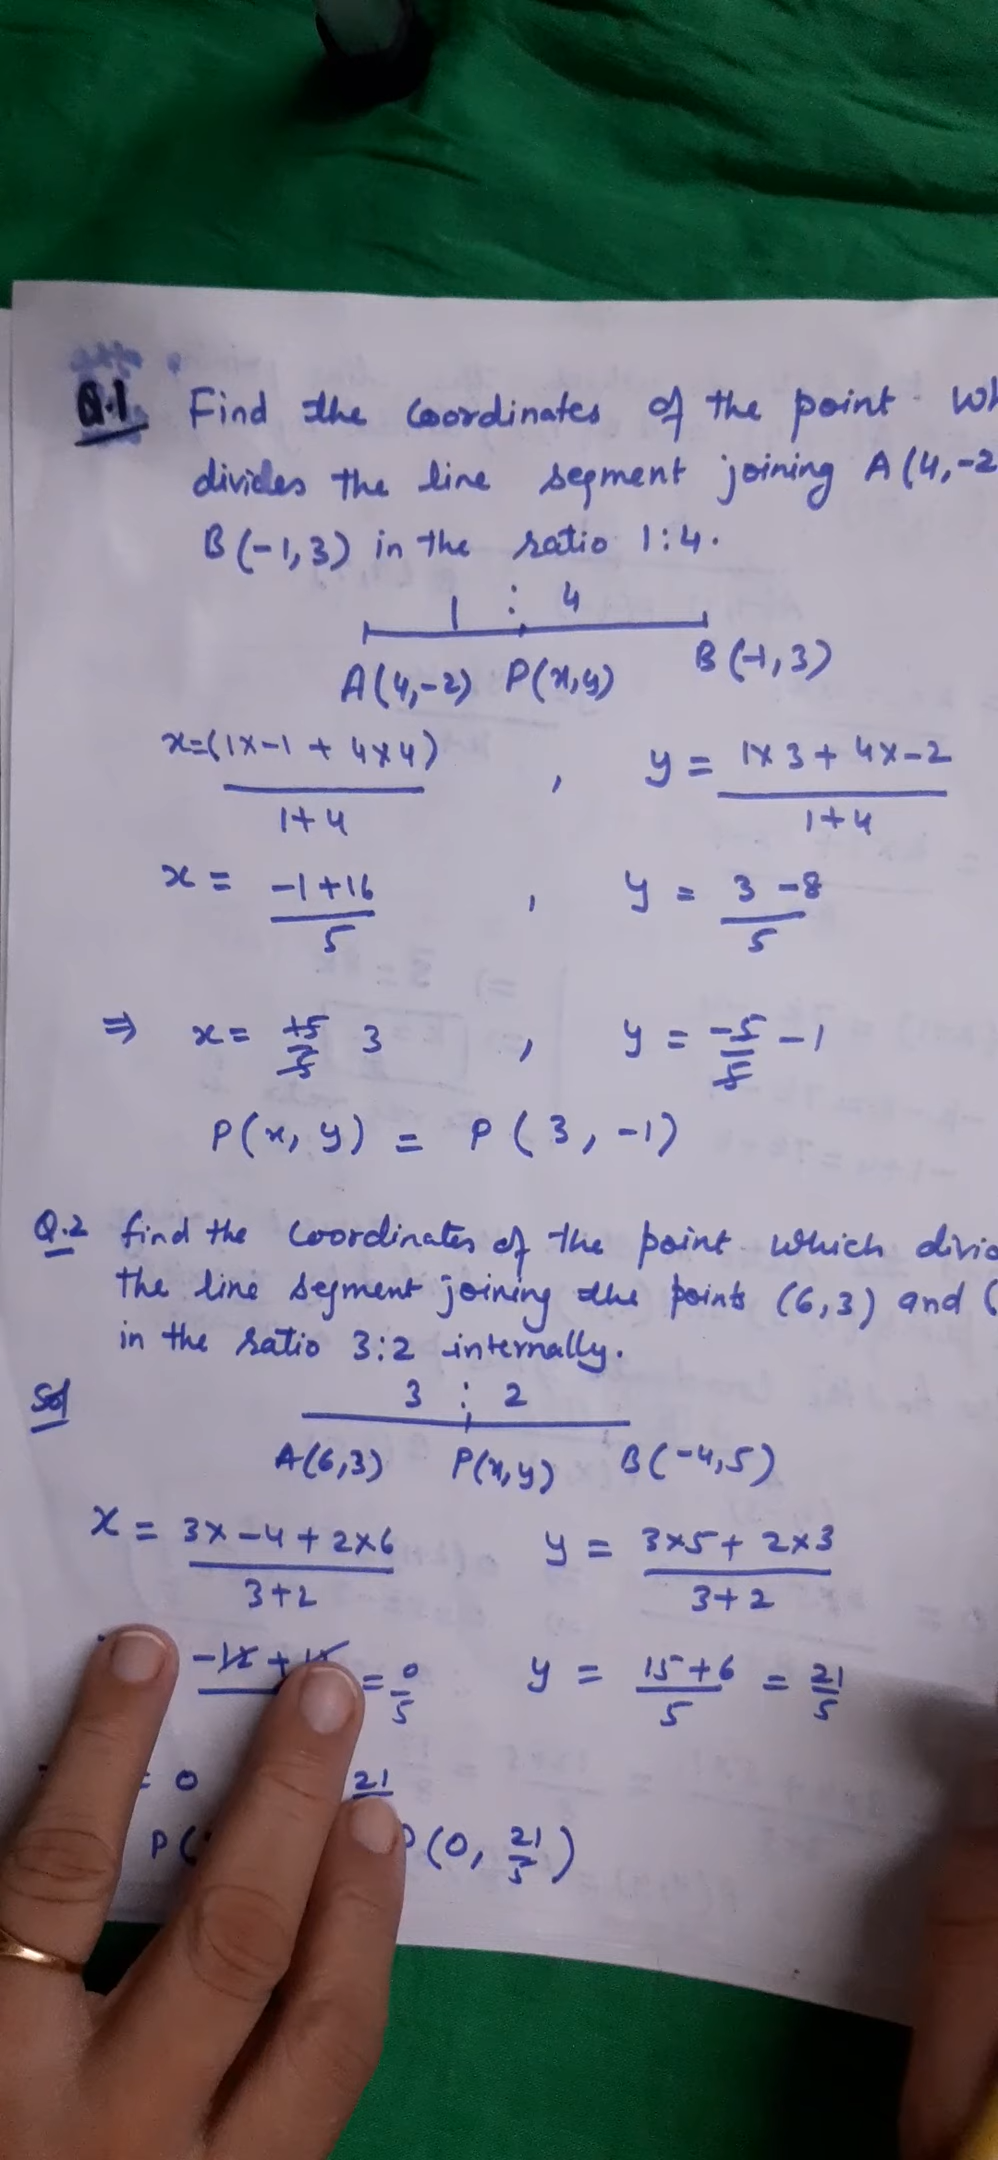 Q.1. Find the coordinates of the point
divides the line segment joining A(4,-2
B(-1,3) in the ratio 1:4.
1 : 4
A(4,-2) P(x,y) B(-1,3)
x=(1x-1 + 4x4) , y = 1x3 + 4x-2
1+4 1+4
x = -1+16 , y = 3-8
5 5
⇒ x = 15/5 3 , y = -5/5 -1
P(x, y) = P(3, -1)
Q.2 find the coordinates of the point which
the line segment joining the points (6,3) and (
in the ratio 3:2 internally.
Sol
3 : 2
A(6,3) P(x,y) B(-4,5)
x = 3x-4+2x6 y = 3x5+2x3
3+2 3+2
-12 + = 0/5 y = 15+6/5 = 21/5
= 0 21
P( P(0, 21/5)